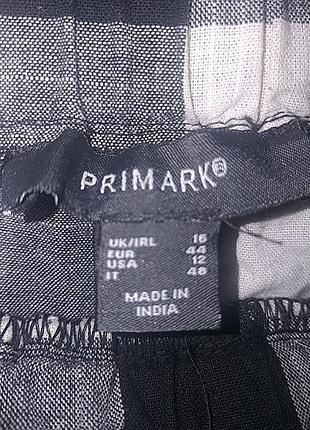 PRIMARK®
UK/IRL 16
EUR 44
USA 12
IT 48
MADE IN
INDIA